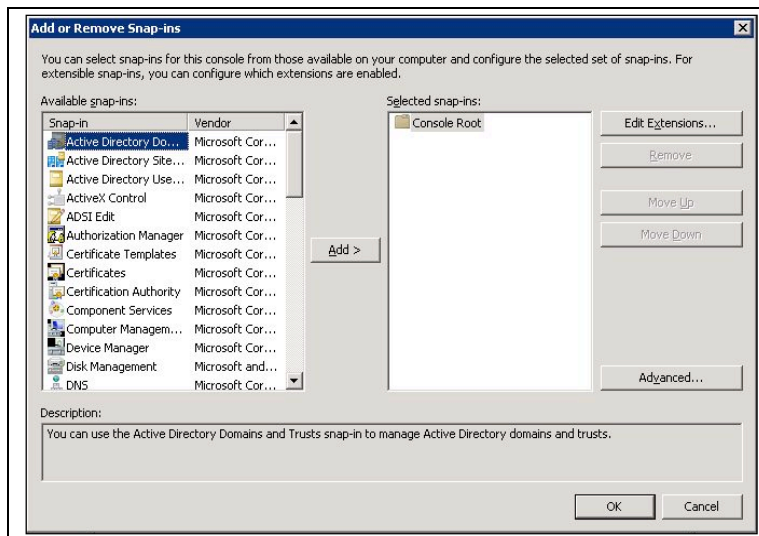 Add or Remove Snap-ins
You can select snap-ins for this console from those available on your computer and configure the selected set of snap-ins. For
extensible snap-ins, you can configure which extensions are enabled.
Available snap-ins:
Selected snap-ins:
Snap-in Vendor
Active Directory Do... Microsoft Cor...
Active Directory Site... Microsoft Cor...
Active Directory Use... Microsoft Cor...
ActiveX Control Microsoft Cor...
ADSI Edit Microsoft Cor...
Authorization Manager Microsoft Cor...
Certificate Templates Microsoft Cor...
Certificates Microsoft Cor...
Certification Authority Microsoft Cor...
Component Services Microsoft Cor...
Computer Managem... Microsoft Cor...
Device Manager Microsoft Cor...
Disk Management Microsoft and...
DNS Microsoft Cor...
Add >
Console Root
Edit Extensions...
Remove
Move Up
Move Down
Advanced...
Description:
You can use the Active Directory Domains and Trusts snap-in to manage Active Directory domains and trusts.
OK Cancel